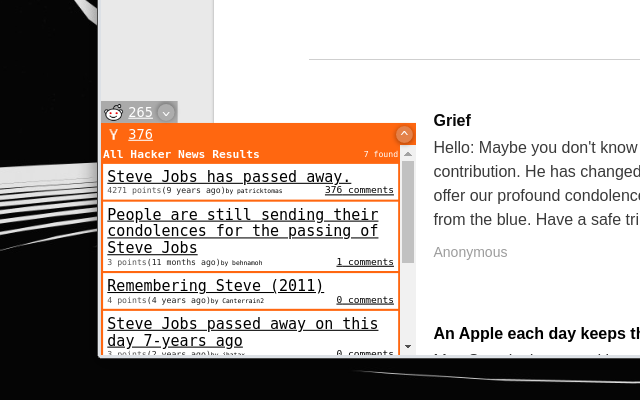 265
Y 376
All Hacker News Results 7 found
Steve Jobs has passed away.
4271 points(9 years ago)by patricktomas 376 comments
People are still sending their
condolences for the passing of
Steve Jobs
3 points(11 months ago)by behnamoh 1 comments
Remembering Steve (2011)
4 points(4 years ago)by Canterrain2 0 comments
Steve Jobs passed away on this
day 7-years ago
3 points(2 years ago)by 0 comments
Grief
Hello: Maybe you don't know
contribution. He has changed
offer our profound condolenc
from the blue. Have a safe tri
Anonymous
An Apple each day keeps th